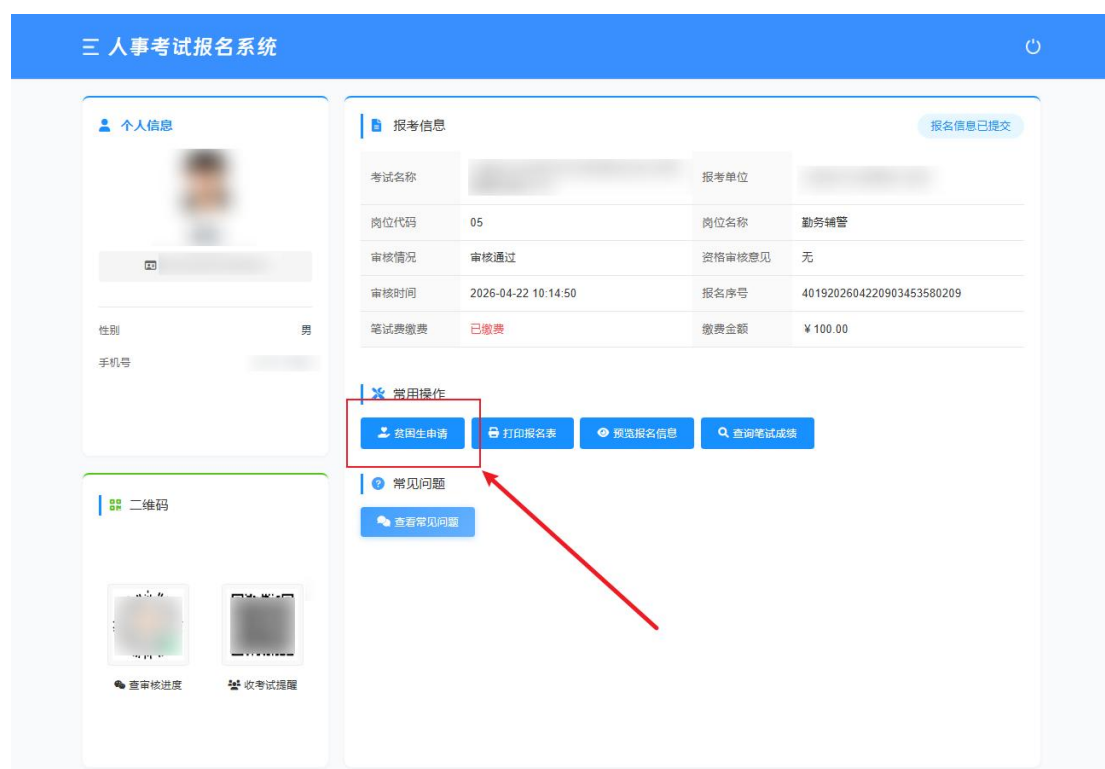 三 人事考试报名系统
个人信息
性别 男
手机号
二维码
查审核进度 收考试提醒
报考信息 报名信息已提交
考试名称 报考单位
岗位代码 05 岗位名称 勤务辅警
审核情况 审核通过 资格审核意见 无
审核时间 2026-04-22 10:14:50 报名序号 401920260422090345358​0209
笔试费缴费 已缴费 缴费金额 ¥100.00
常用操作
贫困生申请 打印报名表 预览报名信息 查询笔试成绩
常见问题
查看常见问题